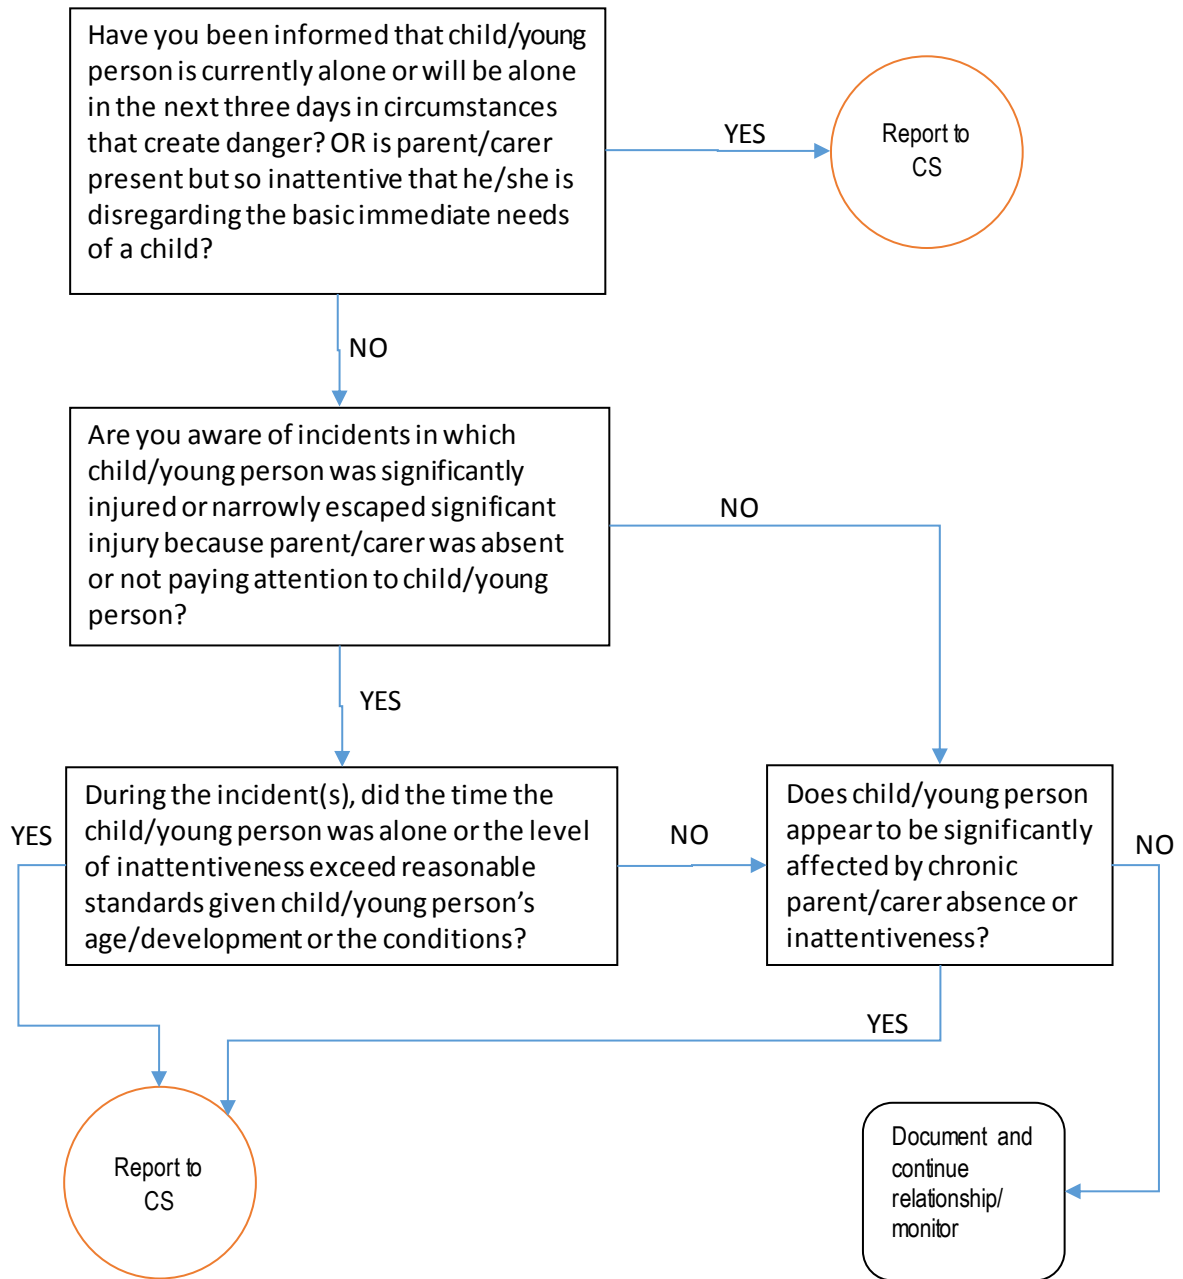 Have you been informed that child/young
person is currently alone or will be alone
in the next three days in circumstances
that create danger? OR is parent/carer
present but so inattentive that he/she is
disregarding the basic immediate needs
of a child?
YES
Report to
CS
NO
Are you aware of incidents in which
child/young person was significantly
injured or narrowly escaped significant
injury because parent/carer was absent
or not paying attention to child/young
person?
NO
YES
During the incident(s), did the time the
child/young person was alone or the level
of inattentiveness exceed reasonable
standards given child/young person’s
age/development or the conditions?
YES
NO
Does child/young person
appear to be significantly
affected by chronic
parent/carer absence or
inattentiveness?
NO
YES
Report to
CS
Document and
continue
relationship/
monitor